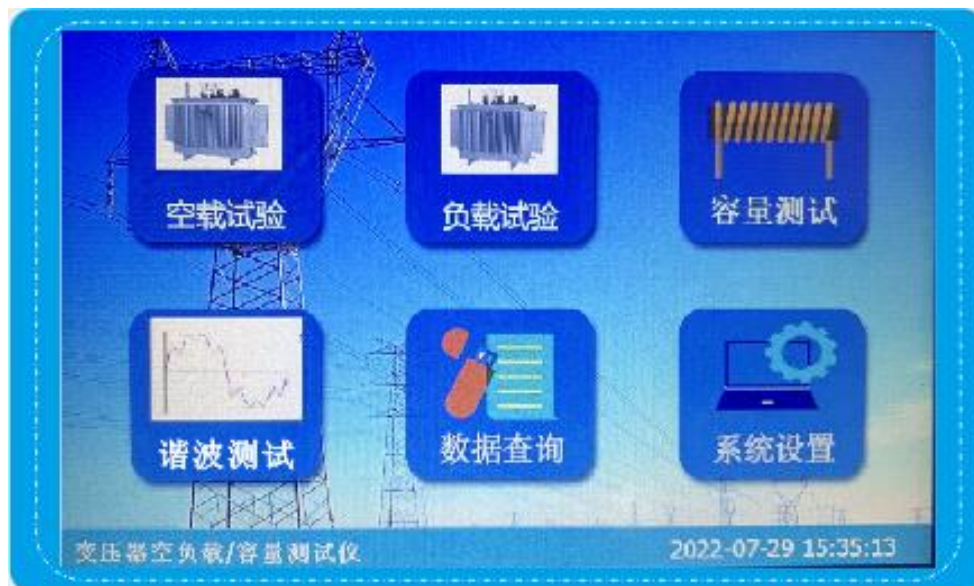 空载试验
负载试验
容量测试
谐波测试
数据查询
系统设置
变压器空负载/容量测试仪
2022-07-29 15:35:13